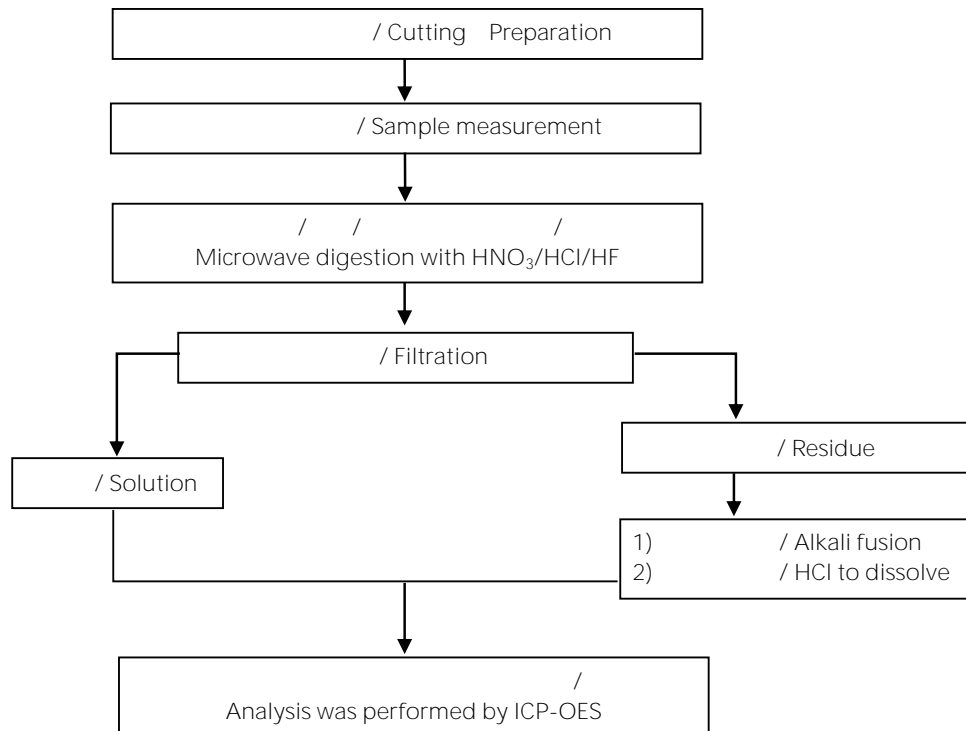 / Cutting Preparation
/ Sample measurement
/ / /
Microwave digestion with HNO₃/HCl/HF
/ Filtration
/ Residue
/ Solution
1) / Alkali fusion
2) / HCl to dissolve
/
Analysis was performed by ICP-OES